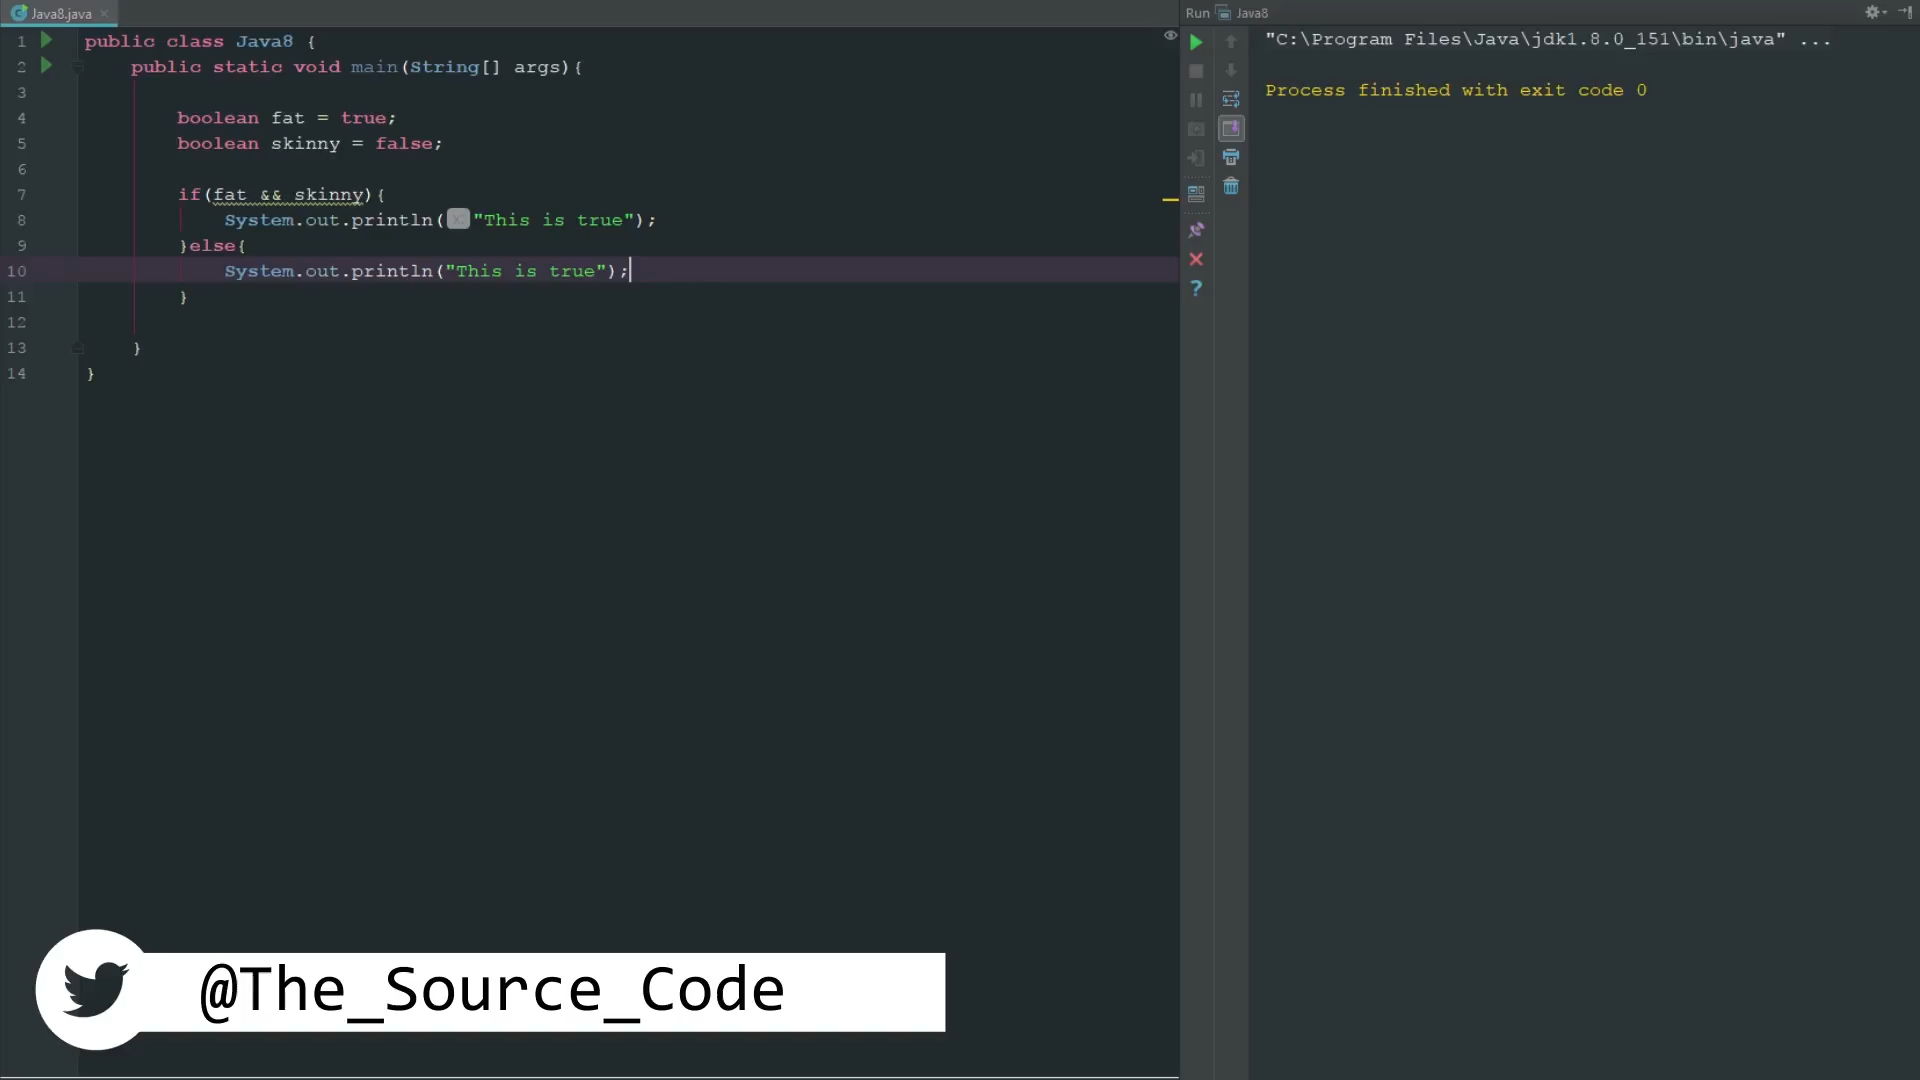 Java8.java
1 public class Java8 {
2 public static void main(String[] args){
3
4 boolean fat = true;
5 boolean skinny = false;
6
7 if(fat && skinny){
8 System.out.println( x: "This is true");
9 }else{
10 System.out.println("This is true");
11 }
12
13 }
14 }
Run Java8
"C:\Program Files\Java\jdk1.8.0_151\bin\java" ...
Process finished with exit code 0
@The_Source_Code